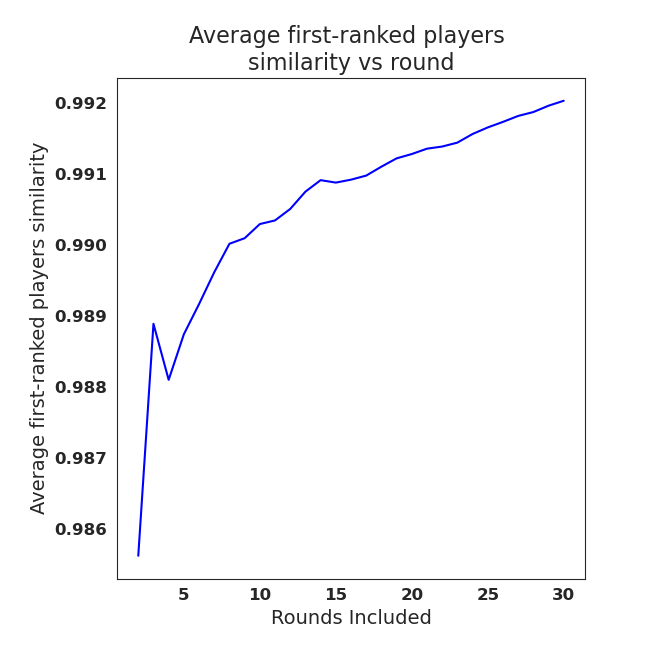 Average first-ranked players
similarity vs round
Average first-ranked players similarity
0.992
0.991
0.990
0.989
0.988
0.987
0.986
5 10 15 20 25 30
Rounds Included